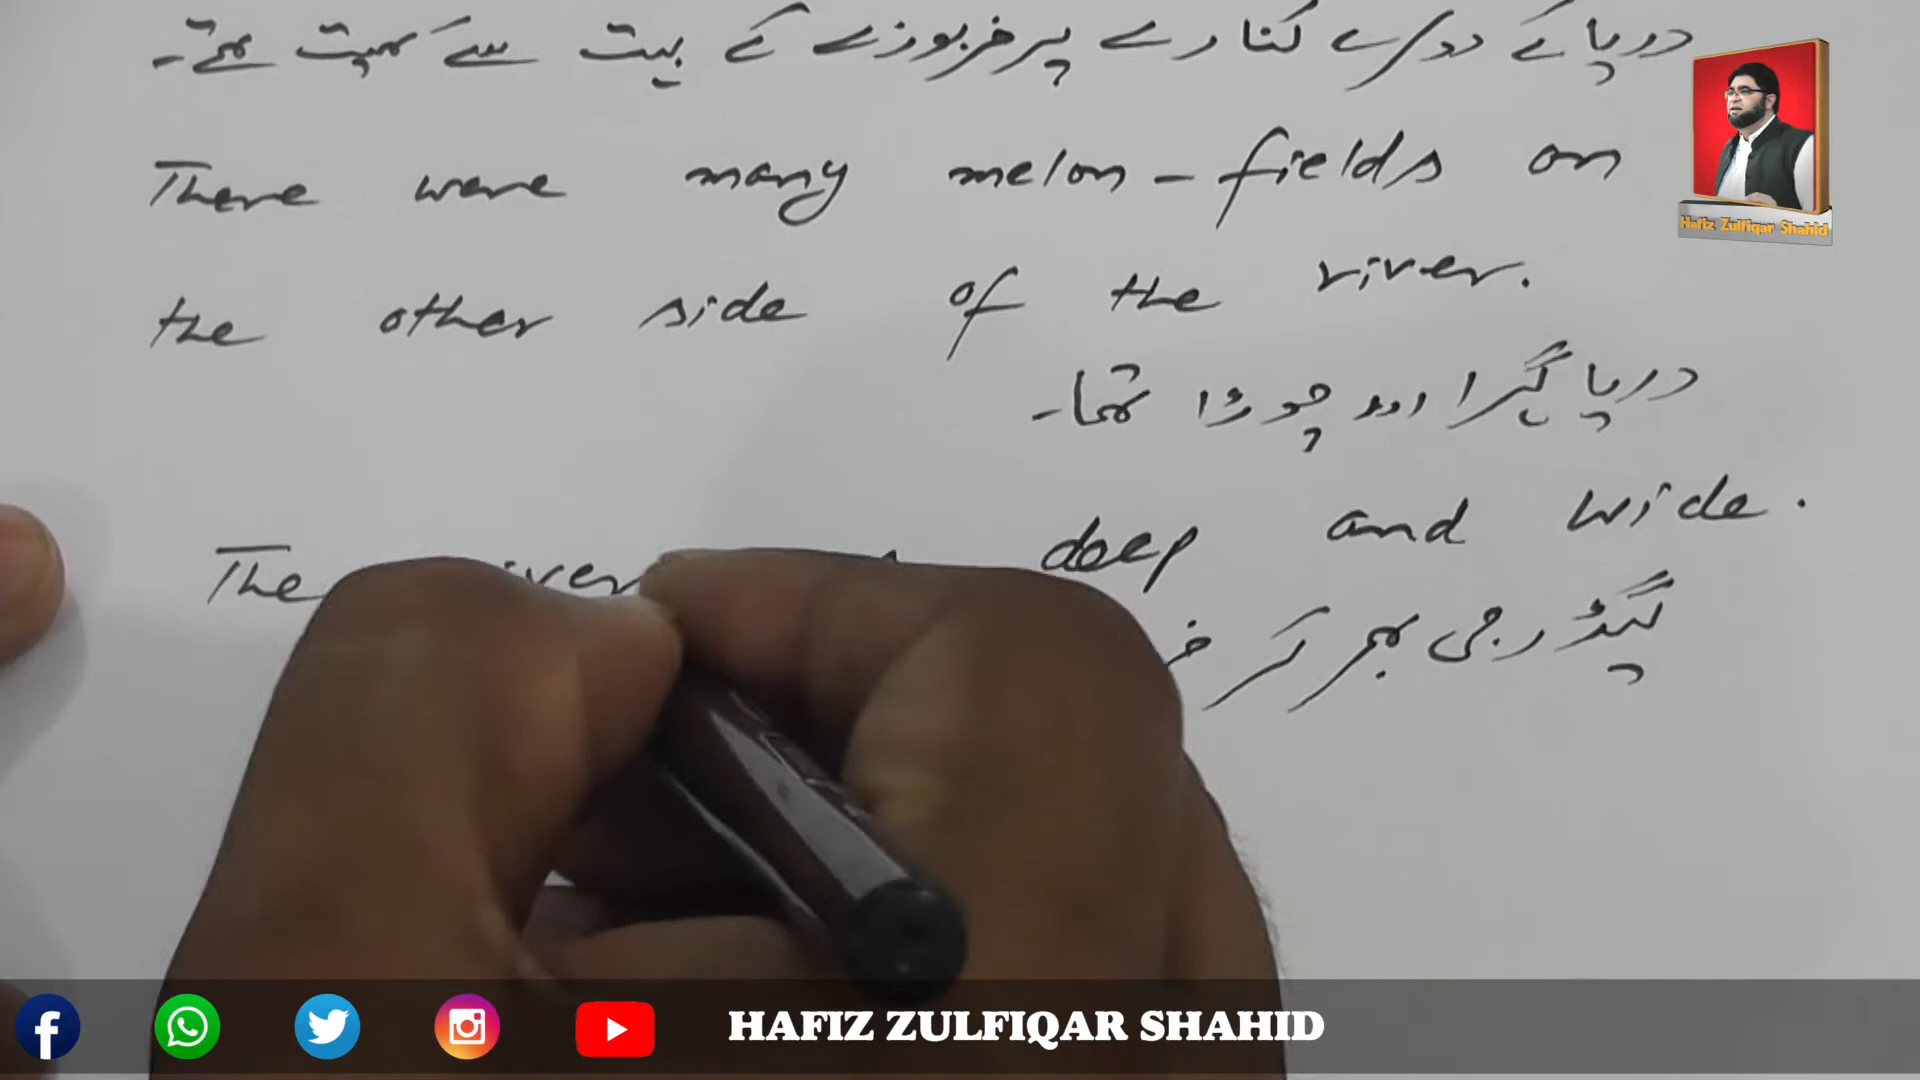 دریا کے دوسرے کنارے پر خربوزے کے بہت سے کھیت تھے۔
There were many melon-fields on
the other side of the river.
دریا گہرا اور چوڑا تھا۔
The river deep and wide.
گیڈر جی بھر کر
Hafiz Zulfiqar Shahid
HAFIZ ZULFIQAR SHAHID